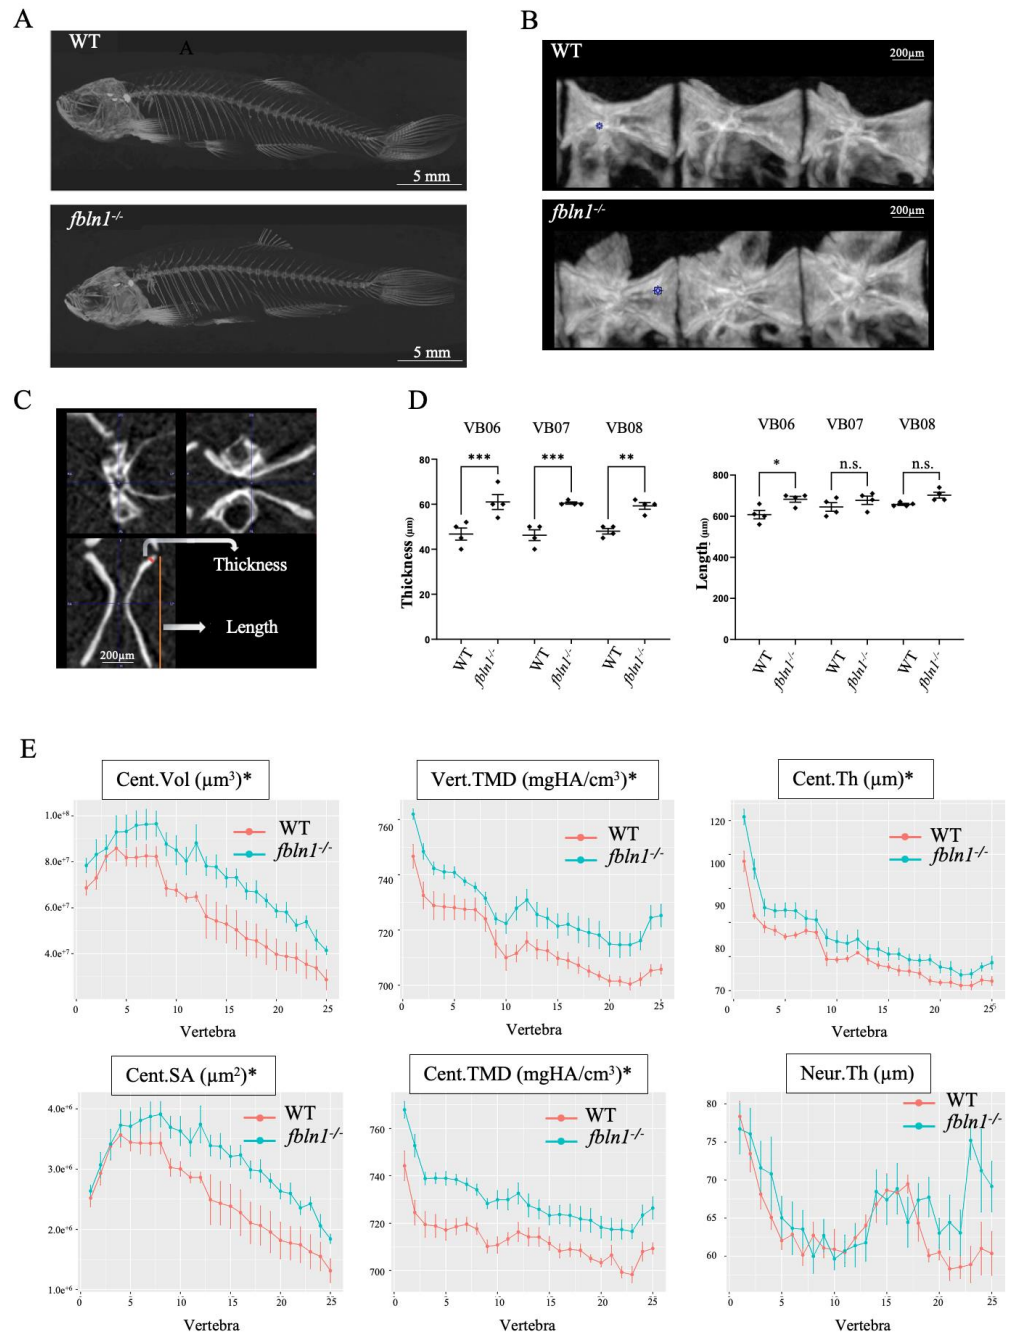 A
WT
A
5 mm
fbln1-/-
5 mm
B
WT
200µm
fbln1-/-
200µm
C
Thickness
Length
200µm
D
VB06 VB07 VB08
*** *** **
Thickness (µm)
80
60
40
20
0
WT fbln1-/- WT fbln1-/- WT fbln1-/-
VB06 VB07 VB08
* n.s. n.s.
Length (µm)
800
600
400
200
0
WT fbln1-/- WT fbln1-/- WT fbln1-/-
E
Cent.Vol (µm³)*
WT
fbln1-/-
1.0e+8
8.0e+7
6.0e+7
4.0e+7
0 5 10 15 20 25
Vertebra
Vert.TMD (mgHA/cm³)*
WT
fbln1-/-
760
740
720
700
0 5 10 15 20 25
Vertebra
Cent.Th (µm)*
WT
fbln1-/-
120
100
90
80
70
0 5 10 15 20 25
Vertebra
Cent.SA (µm²)*
WT
fbln1-/-
4.0e+6
3.0e+6
2.0e+6
1.0e+6
0 5 10 15 20 25
Vertebra
Cent.TMD (mgHA/cm³)*
WT
fbln1-/-
760
740
720
700
0 5 10 15 20 25
Vertebra
Neur.Th (µm)
WT
fbln1-/-
80
75
70
65
60
0 5 10 15 20 25
Vertebra